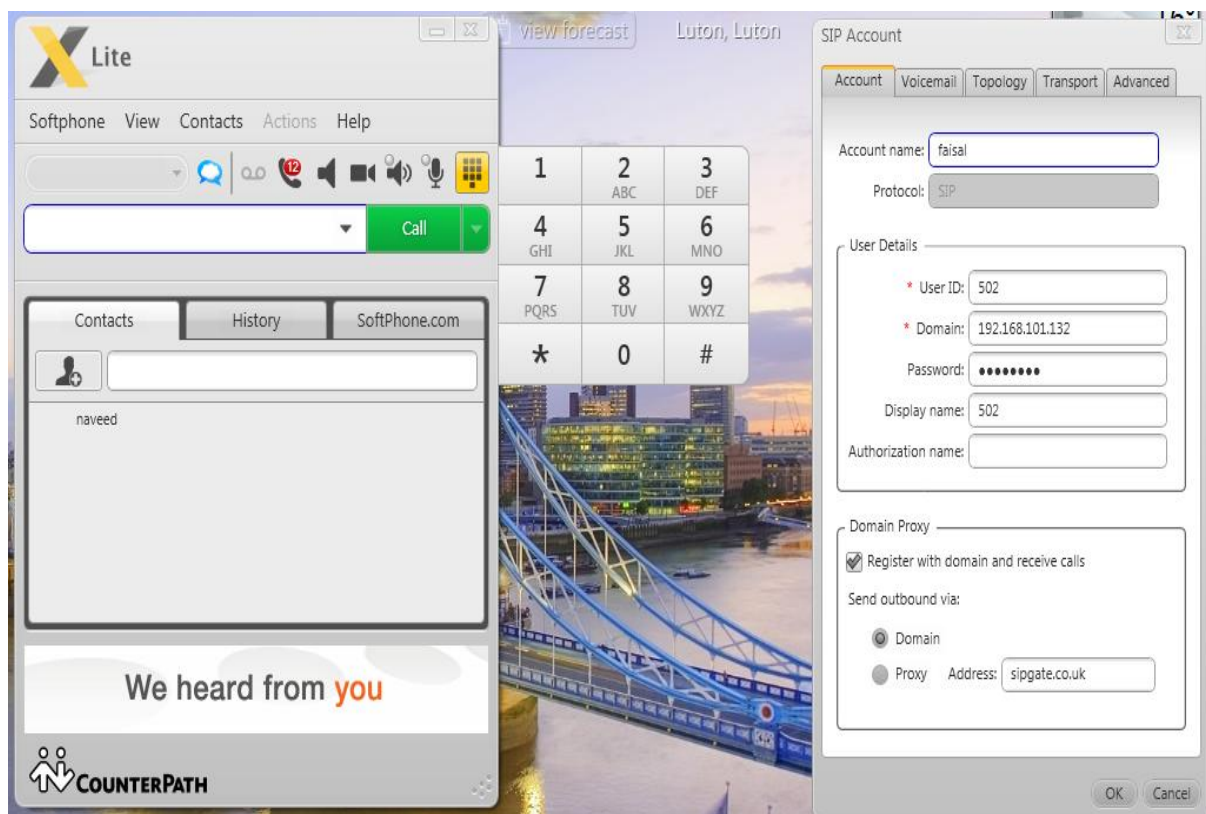 X Lite
Softphone View Contacts Actions Help
12
Call
Contacts History SoftPhone.com
naveed
We heard from you
COUNTERPATH
view forecast
Luton, Luton
1
2
ABC
3
DEF
4
GHI
5
JKL
6
MNO
7
PQRS
8
TUV
9
WXYZ
*
0
#
SIP Account
Account Voicemail Topology Transport Advanced
Account name: faisal
Protocol: SIP
User Details
* User ID: 502
* Domain: 192.168.101.132
Password: ●●●●●●●●
Display name: 502
Authorization name:
Domain Proxy
Register with domain and receive calls
Send outbound via:
Domain
Proxy Address: sipgate.co.uk
OK Cancel